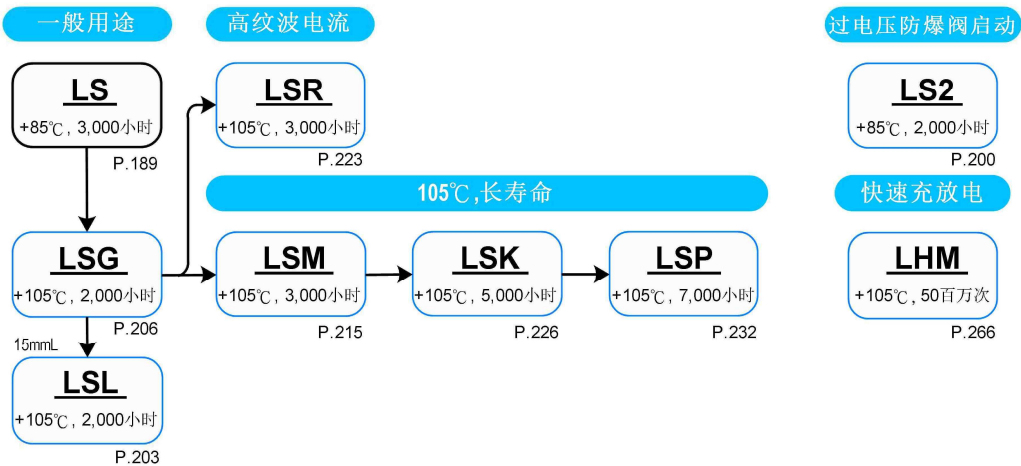 一般用途
高纹波电流
过电压防爆阀启动
LS
+85℃, 3,000小时
P.189
LSR
+105℃, 3,000小时
P.223
LS2
+85℃, 2,000小时
P.200
105℃,长寿命
快速充放电
LSG
+105℃, 2,000小时
P.206
LSM
+105℃, 3,000小时
P.215
LSK
+105℃, 5,000小时
P.226
LSP
+105℃, 7,000小时
P.232
LHM
+105℃, 50百万次
P.266
15mmL
LSL
+105℃, 2,000小时
P.203